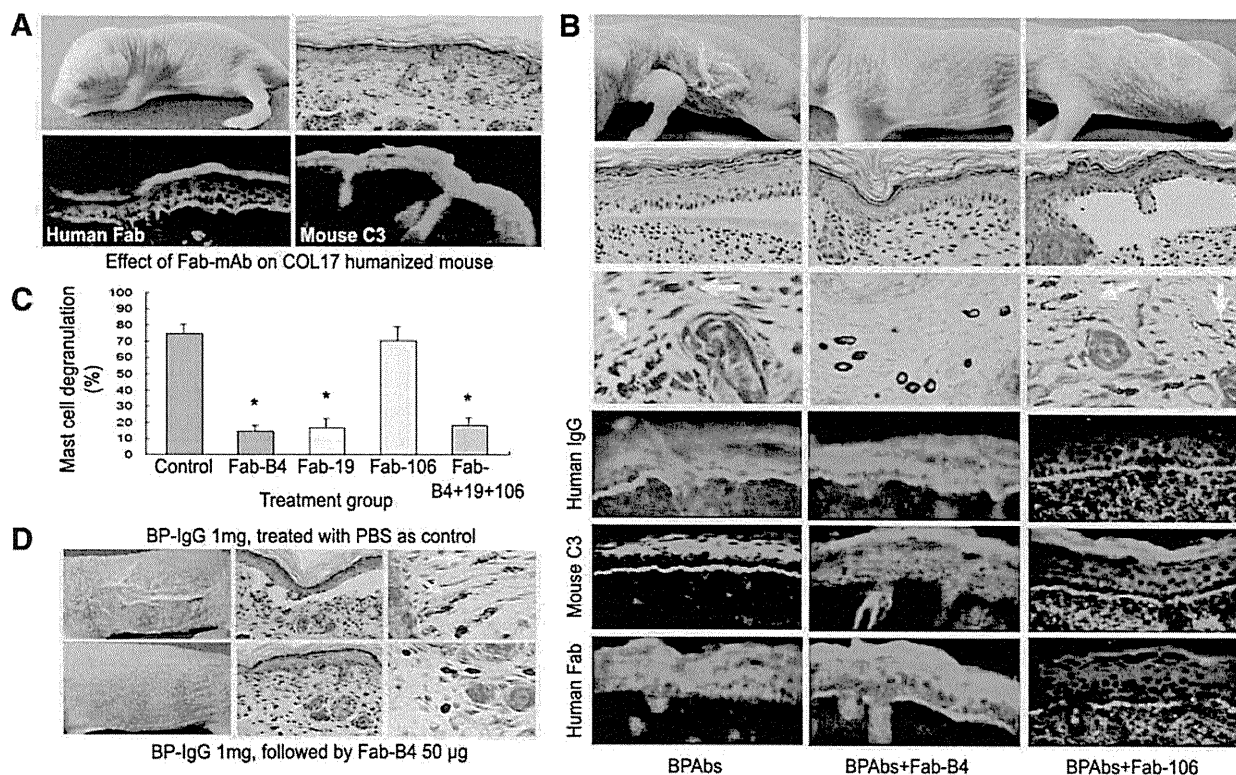 A
Human Fab
Mouse C3
Effect of Fab-mAb on COL17 humanized mouse
C
100
90
80
70
60
50
40
30
20
10
0
Mast cell degranulation (%)
*
*
*
Control
Fab-B4
Fab-19
Fab-106
Fab-
B4+19+106
Treatment group
D
BP-IgG 1mg, treated with PBS as control
BP-IgG 1mg, followed by Fab-B4 50 µg
B
Human IgG
Mouse C3
Human Fab
BPAbs
BPAbs+Fab-B4
BPAbs+Fab-106